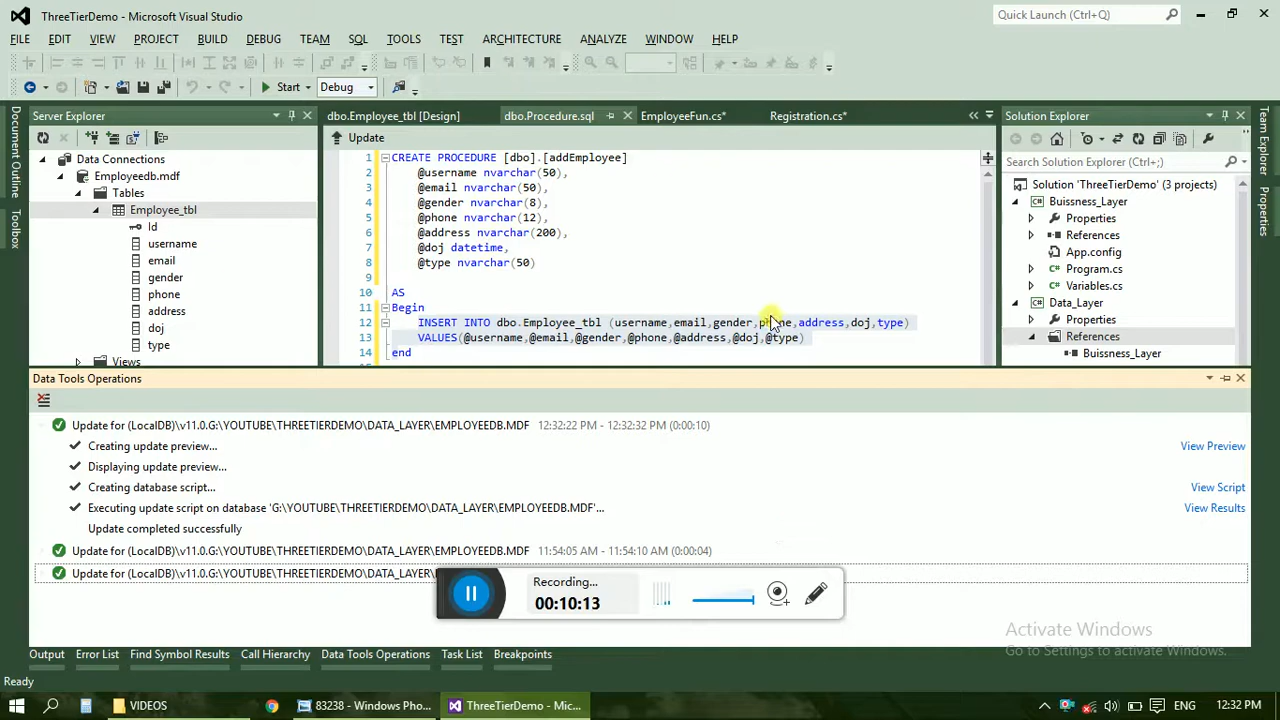 ThreeTierDemo - Microsoft Visual Studio
Quick Launch (Ctrl+Q)
FILE EDIT VIEW PROJECT BUILD DEBUG TEAM SQL TOOLS TEST ARCHITECTURE ANALYZE WINDOW HELP
Start Debug
Document Outline
Toolbox
Server Explorer
Data Connections
Employeedb.mdf
Tables
Employee_tbl
Id
username
email
gender
phone
address
doj
type
Views
dbo.Employee_tbl [Design] dbo.Procedure.sql EmployeeFun.cs* Registration.cs*
Update
1 CREATE PROCEDURE [dbo].[addEmployee]
2 @username nvarchar(50),
3 @email nvarchar(50),
4 @gender nvarchar(8),
5 @phone nvarchar(12),
6 @address nvarchar(200),
7 @doj datetime,
8 @type nvarchar(50)
9
10 AS
11 Begin
12 INSERT INTO dbo.Employee_tbl (username,email,gender,phone,address,doj,type)
13 VALUES(@username,@email,@gender,@phone,@address,@doj,@type)
14 end
Solution Explorer
Search Solution Explorer (Ctrl+;)
Solution 'ThreeTierDemo' (3 projects)
Buissness_Layer
Properties
References
App.config
Program.cs
Variables.cs
Data_Layer
Properties
References
Buissness_Layer
Team Explorer
Properties
Data Tools Operations
Update for (LocalDB)\v11.0.G:\YOUTUBE\THREETIERDEMO\DATA_LAYER\EMPLOYEEDB.MDF 12:32:22 PM - 12:32:32 PM (0:00:10)
Creating update preview... View Preview
Displaying update preview...
Creating database script... View Script
Executing update script on database 'G:\YOUTUBE\THREETIERDEMO\DATA_LAYER\EMPLOYEEDB.MDF'... View Results
Update completed successfully
Update for (LocalDB)\v11.0.G:\YOUTUBE\THREETIERDEMO\DATA_LAYER\EMPLOYEEDB.MDF 11:54:05 AM - 11:54:10 AM (0:00:04)
Update for (LocalDB)\v11.0.G:\YOUTUBE\THREETIERDEMO\DATA_LAYER\E
Recording...
00:10:13
Activate Windows
Go to Settings to activate Windows.
Output Error List Find Symbol Results Call Hierarchy Data Tools Operations Task List Breakpoints
Ready
VIDEOS 83238 - Windows Pho... ThreeTierDemo - Mic... ENG 12:32 PM